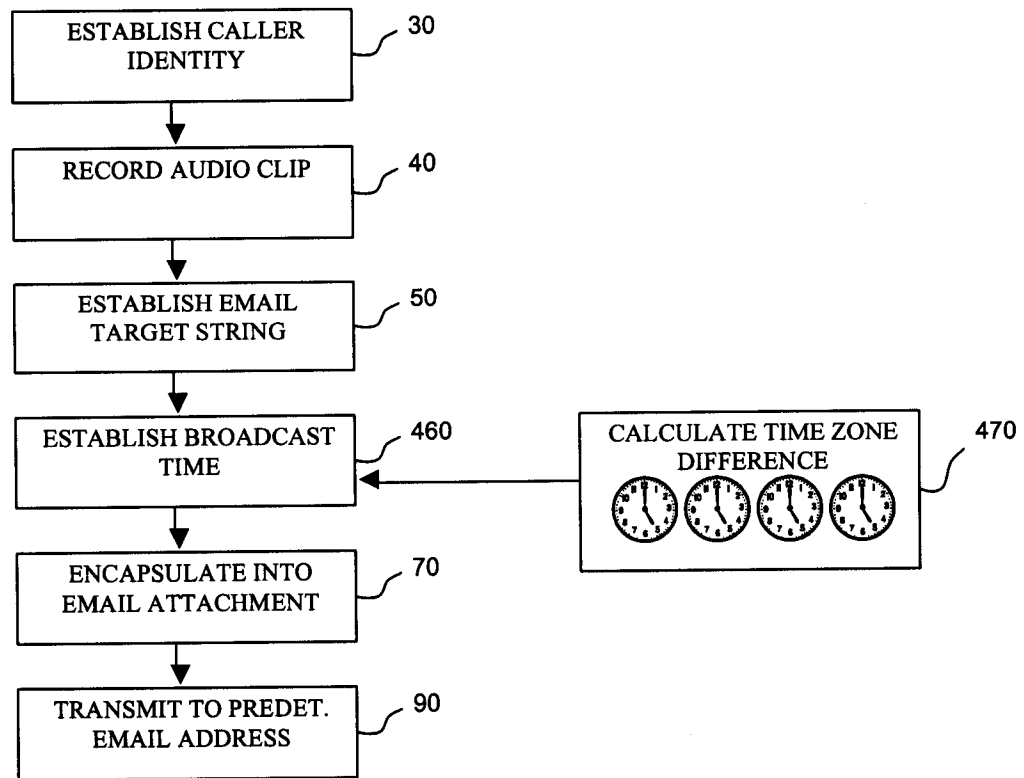 ESTABLISH CALLER
IDENTITY
30
RECORD AUDIO CLIP
40
ESTABLISH EMAIL
TARGET STRING
50
ESTABLISH BROADCAST
TIME
460
CALCULATE TIME ZONE
DIFFERENCE
470
ENCAPSULATE INTO
EMAIL ATTACHMENT
70
TRANSMIT TO PREDET.
EMAIL ADDRESS
90